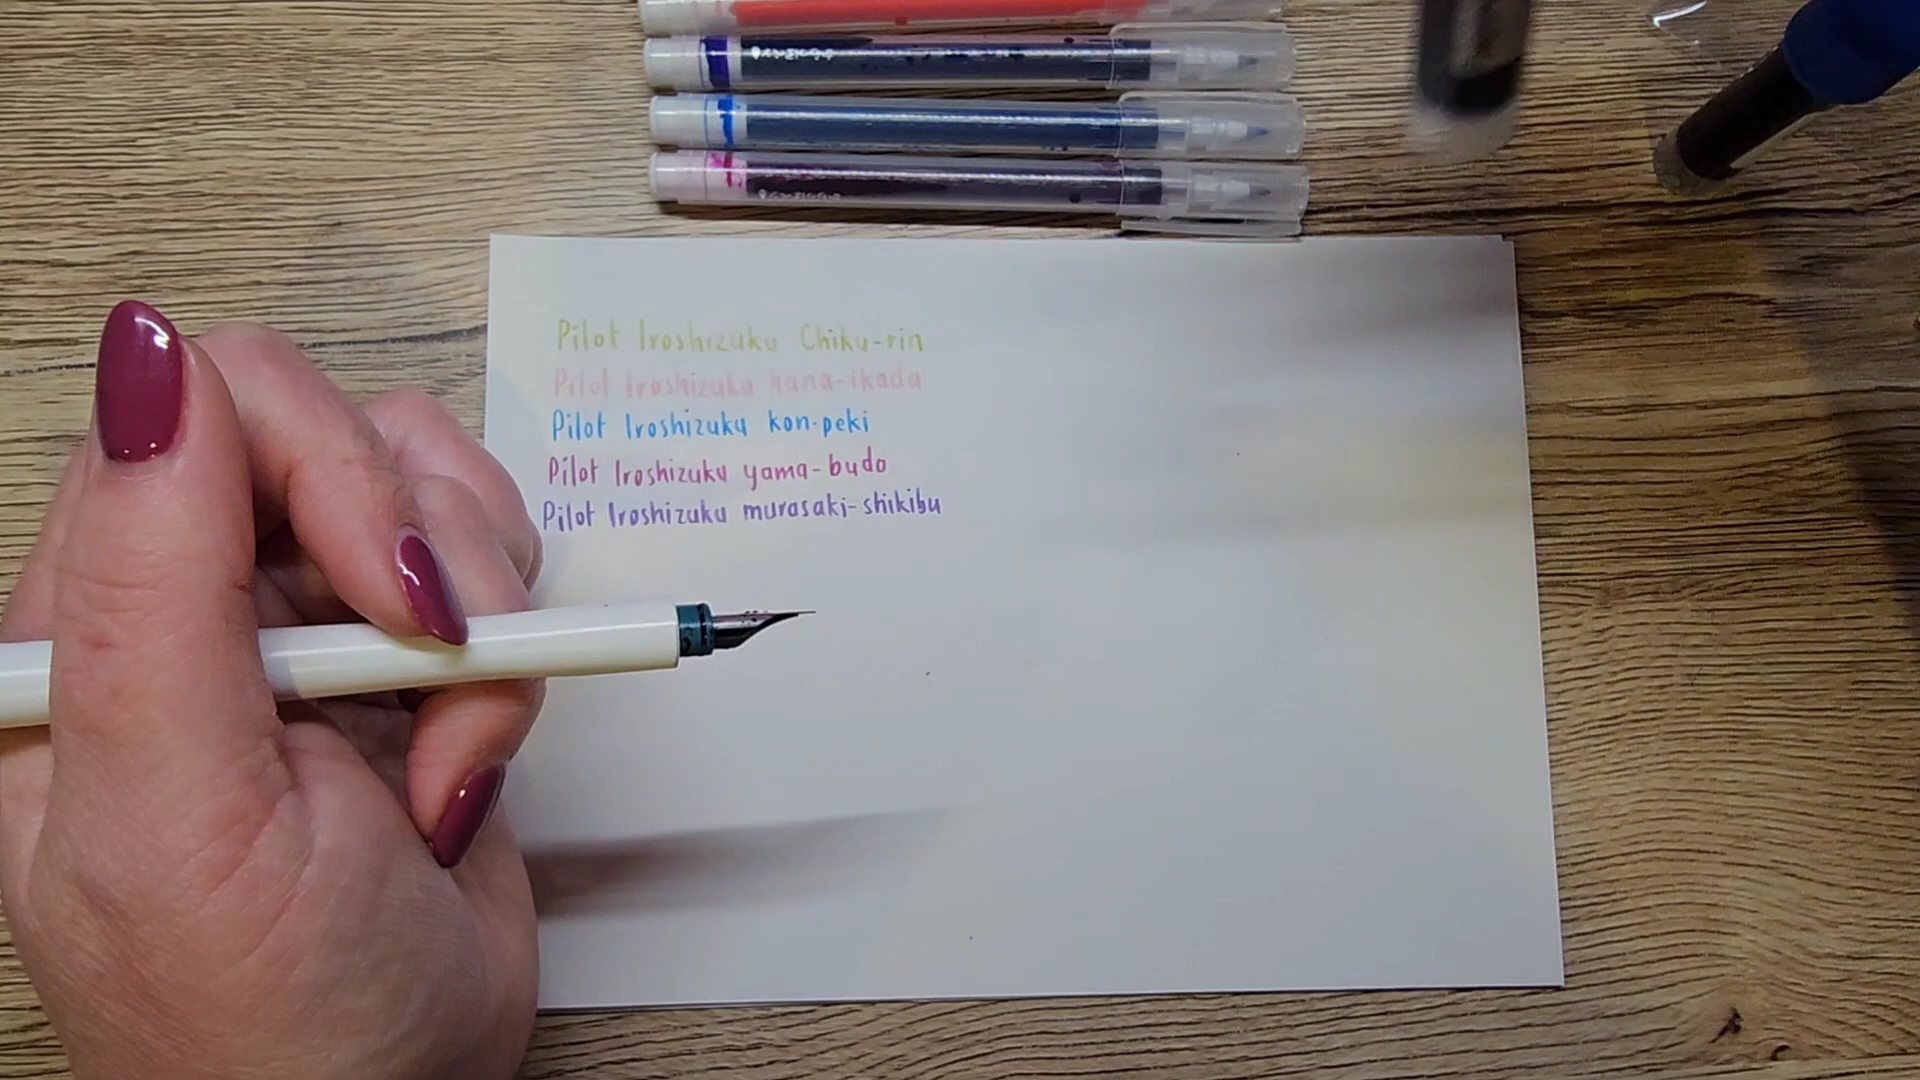 Pilot Iroshizuku Chiku-rin
Pilot Iroshizuku hana-ikada
Pilot Iroshizuku kon-peki
Pilot Iroshizuku yama-budo
Pilot Iroshizuku murasaki-shikibu